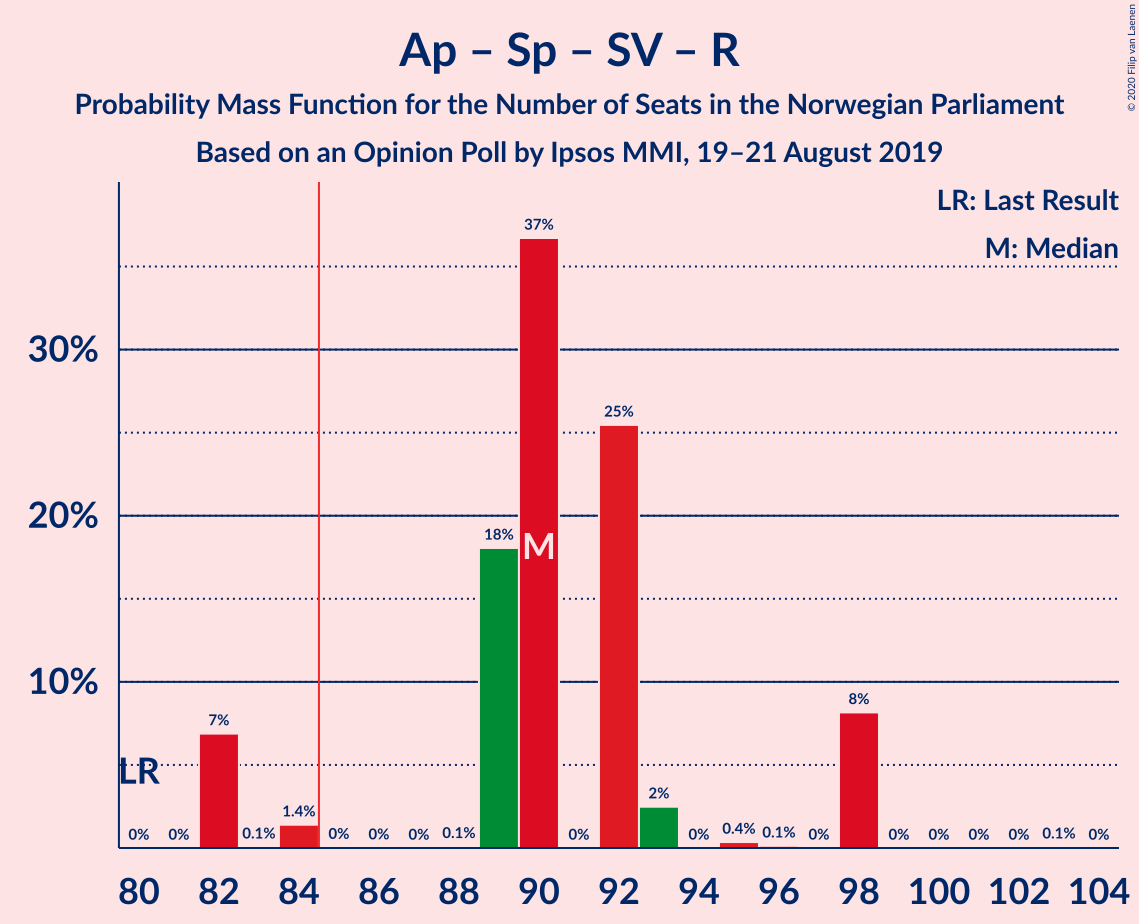 Ap – Sp – SV – R
Probability Mass Function for the Number of Seats in the Norwegian Parliament
Based on an Opinion Poll by Ipsos MMI, 19–21 August 2019
© 2020 Filip van Laenen
LR: Last Result
M: Median
37%
30%
25%
20%
18%
M
10%
8%
7%
LR
2%
1.4%
0% 0% 0.1% 0% 0% 0% 0.1% 0% 0% 0.4% 0.1% 0% 0% 0% 0% 0% 0.1% 0%
80 82 84 86 88 90 92 94 96 98 100 102 104